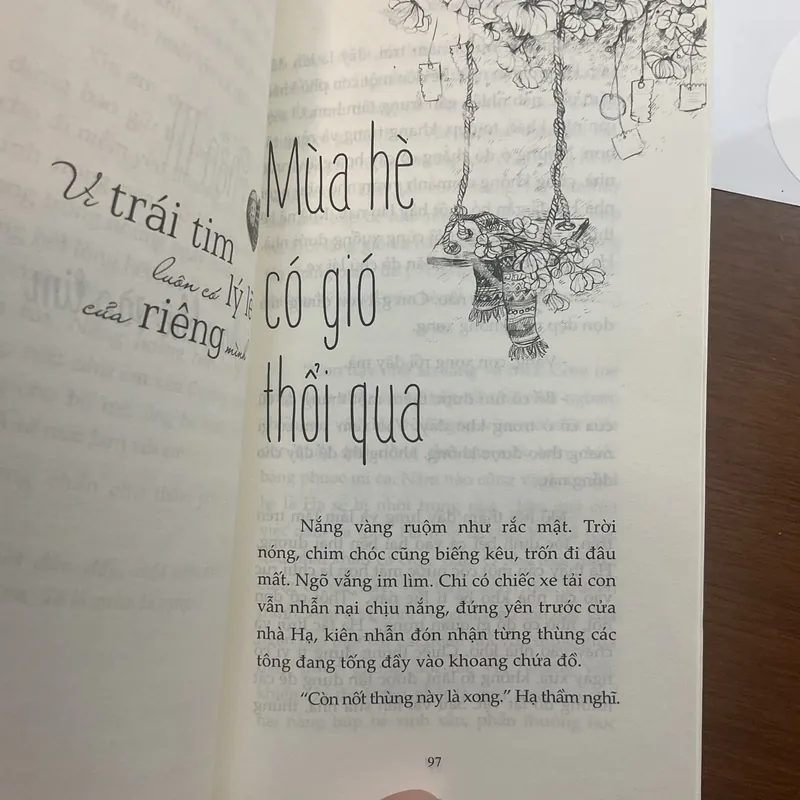 Vì trái tim
luôn có lý lẽ
của riêng mình
Mùa hè
có gió
thổi qua
Nắng vàng ruộm như rắc mật. Trời
nóng, chim chóc cũng biếng kêu, trốn đi đâu
mất. Ngõ vắng im lìm. Chỉ có chiếc xe tải con
vẫn nhẫn nại chịu nắng, đứng yên trước cửa
nhà Hạ, kiên nhẫn đón nhận từng thùng các
tông đang tống đầy vào khoang chứa đồ.
“Còn nốt thùng này là xong.” Hạ thầm nghĩ.
97